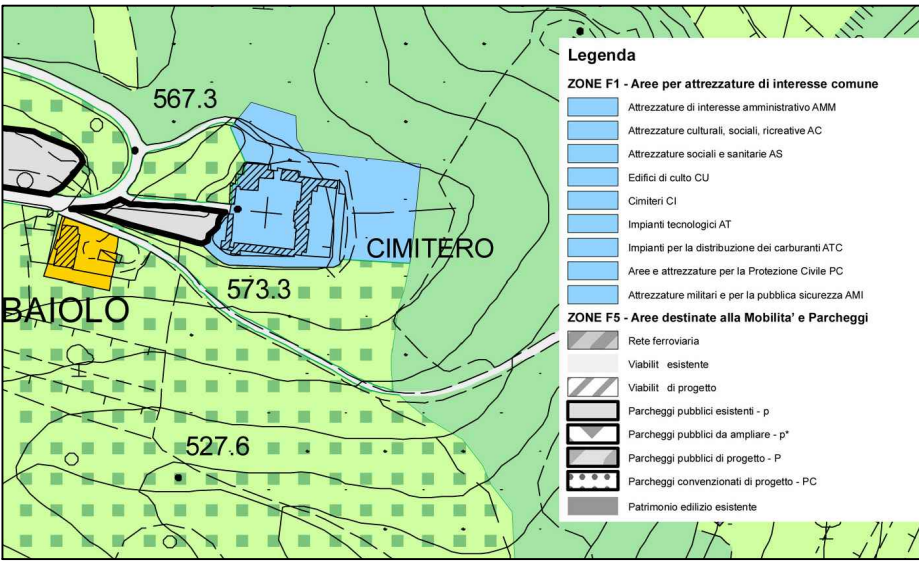 567.3
CIMITERO
573.3
BAIOLO
527.6
Legenda
ZONE F1 - Aree per attrezzature di interesse comune
Attrezzature di interesse amministrativo AMM
Attrezzature culturali, sociali, ricreative AC
Attrezzature sociali e sanitarie AS
Edifici di culto CU
Cimiteri CI
Impianti tecnologici AT
Impianti per la distribuzione dei carburanti ATC
Aree e attrezzature per la Protezione Civile PC
Attrezzature militari e per la pubblica sicurezza AMI
ZONE F5 - Aree destinate alla Mobilita' e Parcheggi
Rete ferroviaria
Viabilit esistente
Viabilit di progetto
Parcheggi pubblici esistenti - p
Parcheggi pubblici da ampliare - p*
Parcheggi pubblici di progetto - P
Parcheggi convenzionati di progetto - PC
Patrimonio edilizio esistente